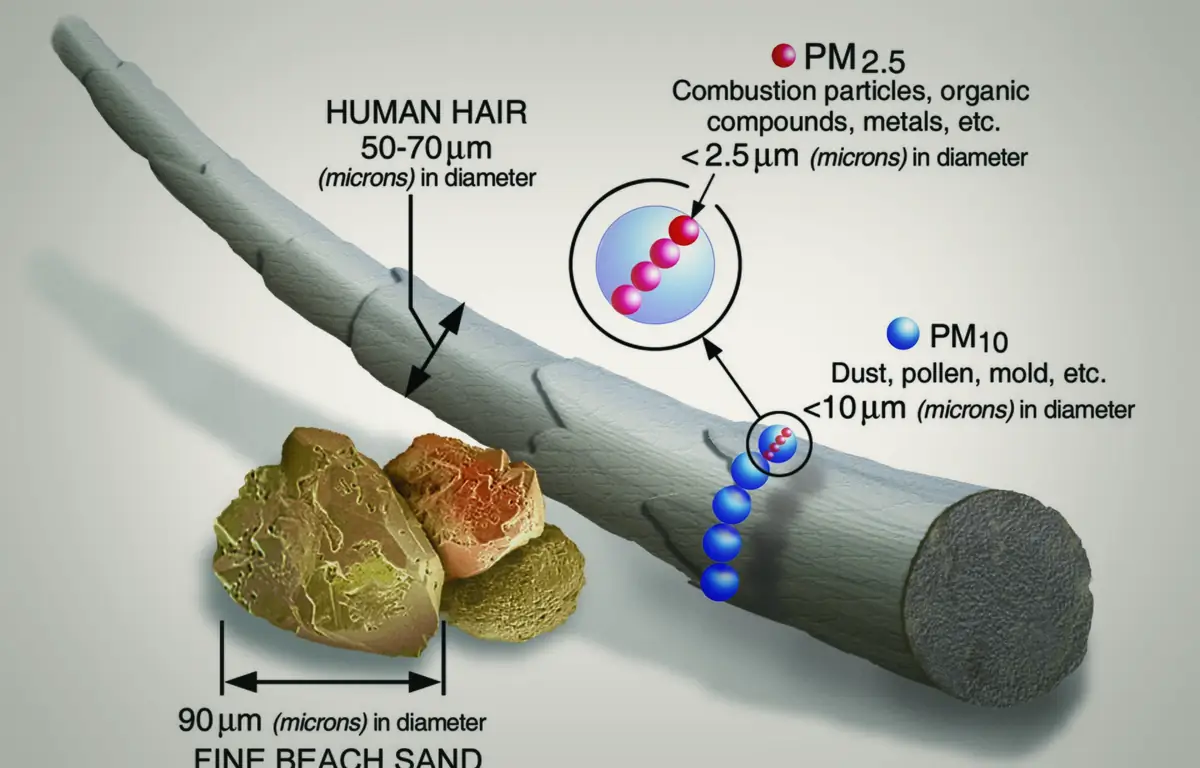 HUMAN HAIR
50-70 µm
(microns) in diameter
PM2.5
Combustion particles, organic
compounds, metals, etc.
< 2.5 µm (microns) in diameter
PM10
Dust, pollen, mold, etc.
<10 µm (microns) in diameter
90 µm (microns) in diameter
FINE BEACH SAND